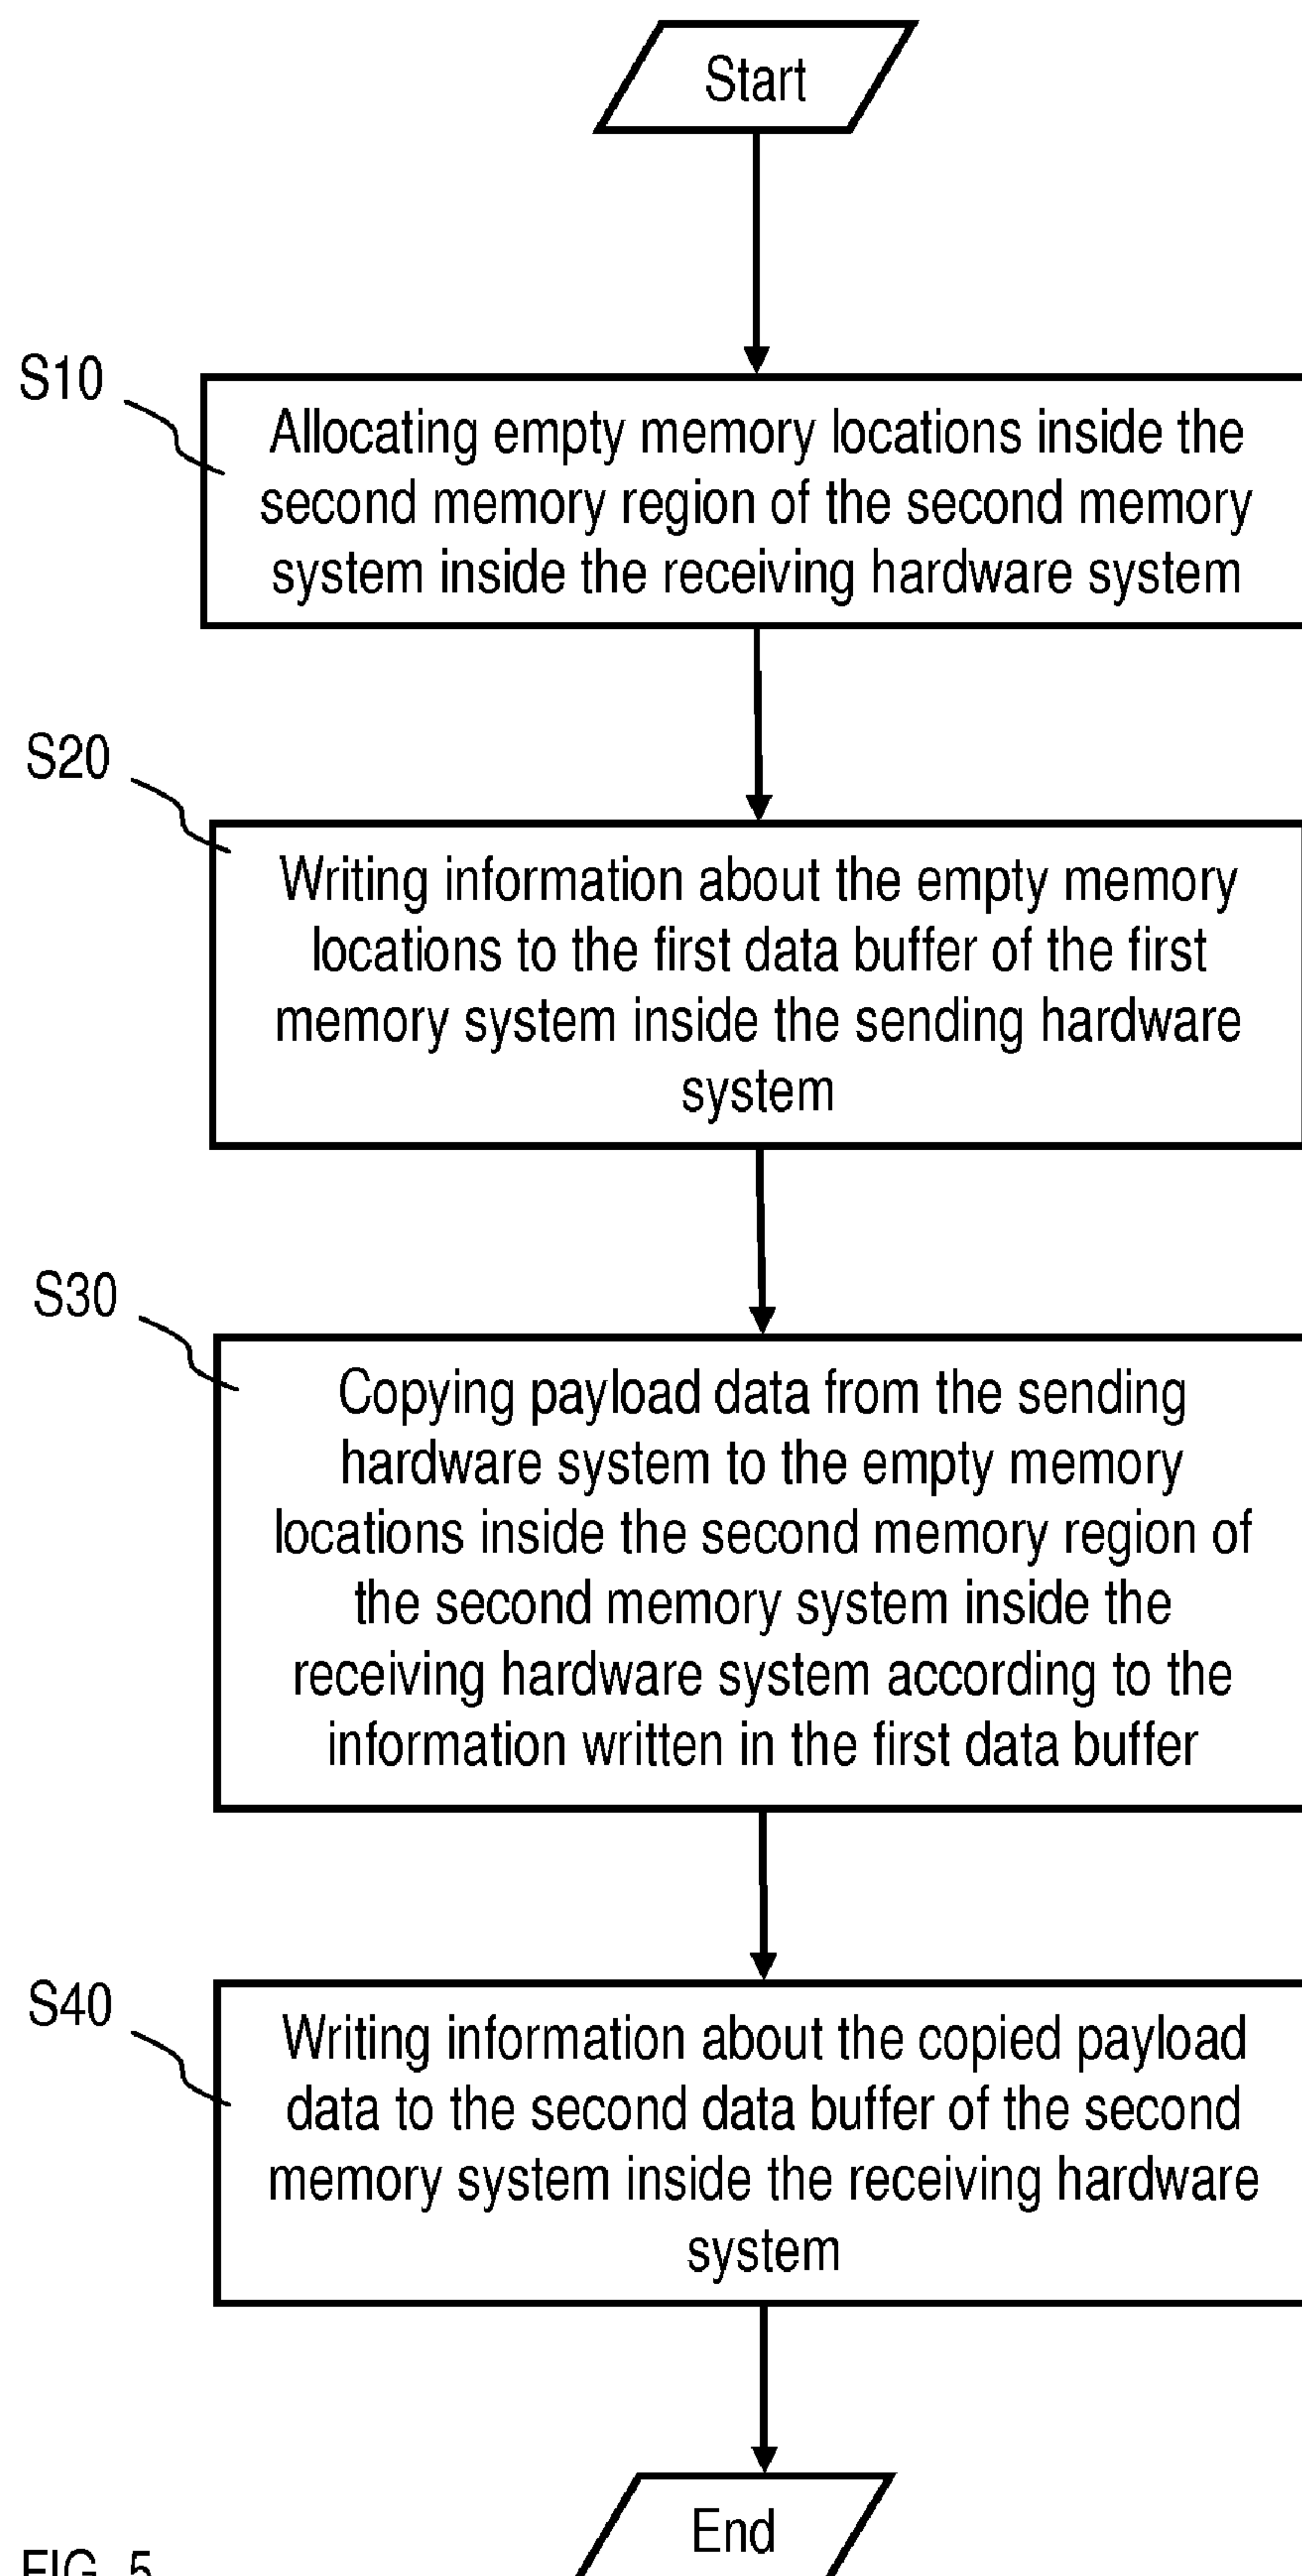 Start
S10
Allocating empty memory locations inside the
second memory region of the second memory
system inside the receiving hardware system
S20
Writing information about the empty memory
locations to the first data buffer of the first
memory system inside the sending hardware
system
S30
Copying payload data from the sending
hardware system to the empty memory
locations inside the second memory region of
the second memory system inside the
receiving hardware system according to the
information written in the first data buffer
S40
Writing information about the copied payload
data to the second data buffer of the second
memory system inside the receiving hardware
system
End
FIG. 5